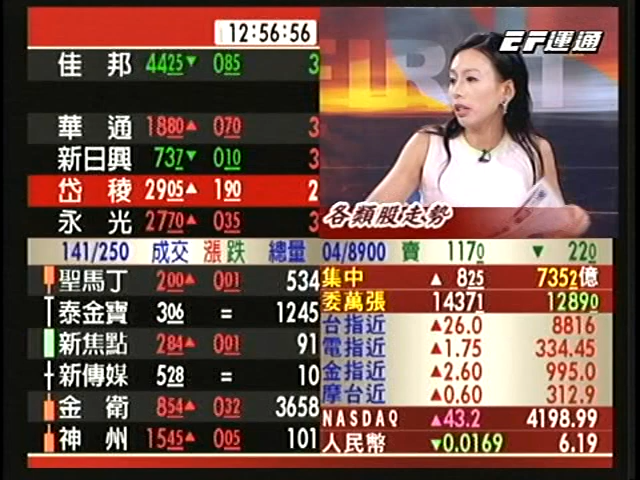 12:56:56
佳邦 4425▼ 085 3
華通 1880▲ 070 3
新日興 737▼ 010 3
岱稜 2905▲ 190 2
永光 2770▲ 035 3
EF運通
各類股走勢
141/250 成交 漲跌 總量
聖馬丁 200▲ 001 534
泰金寶 306 = 1245
新焦點 284▲ 001 91
新傳媒 528 = 10
金衛 854▲ 032 3658
神州 1545▲ 005 101
04/8900 賣 1170 ▼ 220
集中 ▲ 825 7352億
委萬張 14371 12890
台指近 ▲26.0 8816
電指近 ▲1.75 334.45
金指近 ▲2.60 995.0
摩台近 ▲0.60 312.9
NASDAQ ▲43.2 4198.99
人民幣 ▼0.0169 6.19